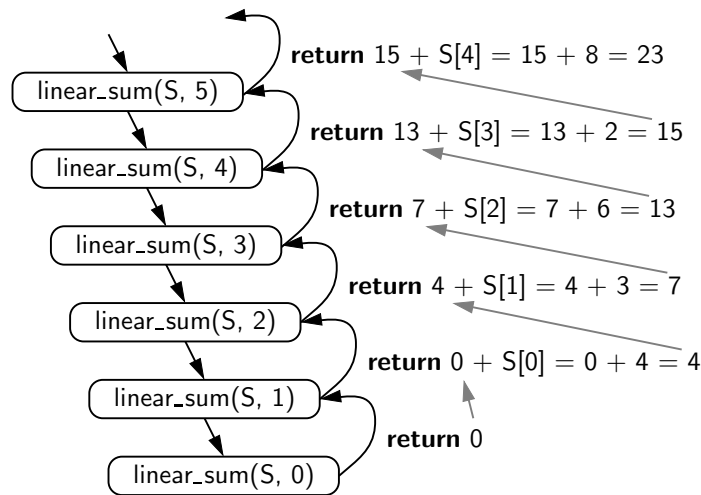 return 15 + S[4] = 15 + 8 = 23
linear_sum(S, 5)
return 13 + S[3] = 13 + 2 = 15
linear_sum(S, 4)
return 7 + S[2] = 7 + 6 = 13
linear_sum(S, 3)
return 4 + S[1] = 4 + 3 = 7
linear_sum(S, 2)
return 0 + S[0] = 0 + 4 = 4
linear_sum(S, 1)
return 0
linear_sum(S, 0)